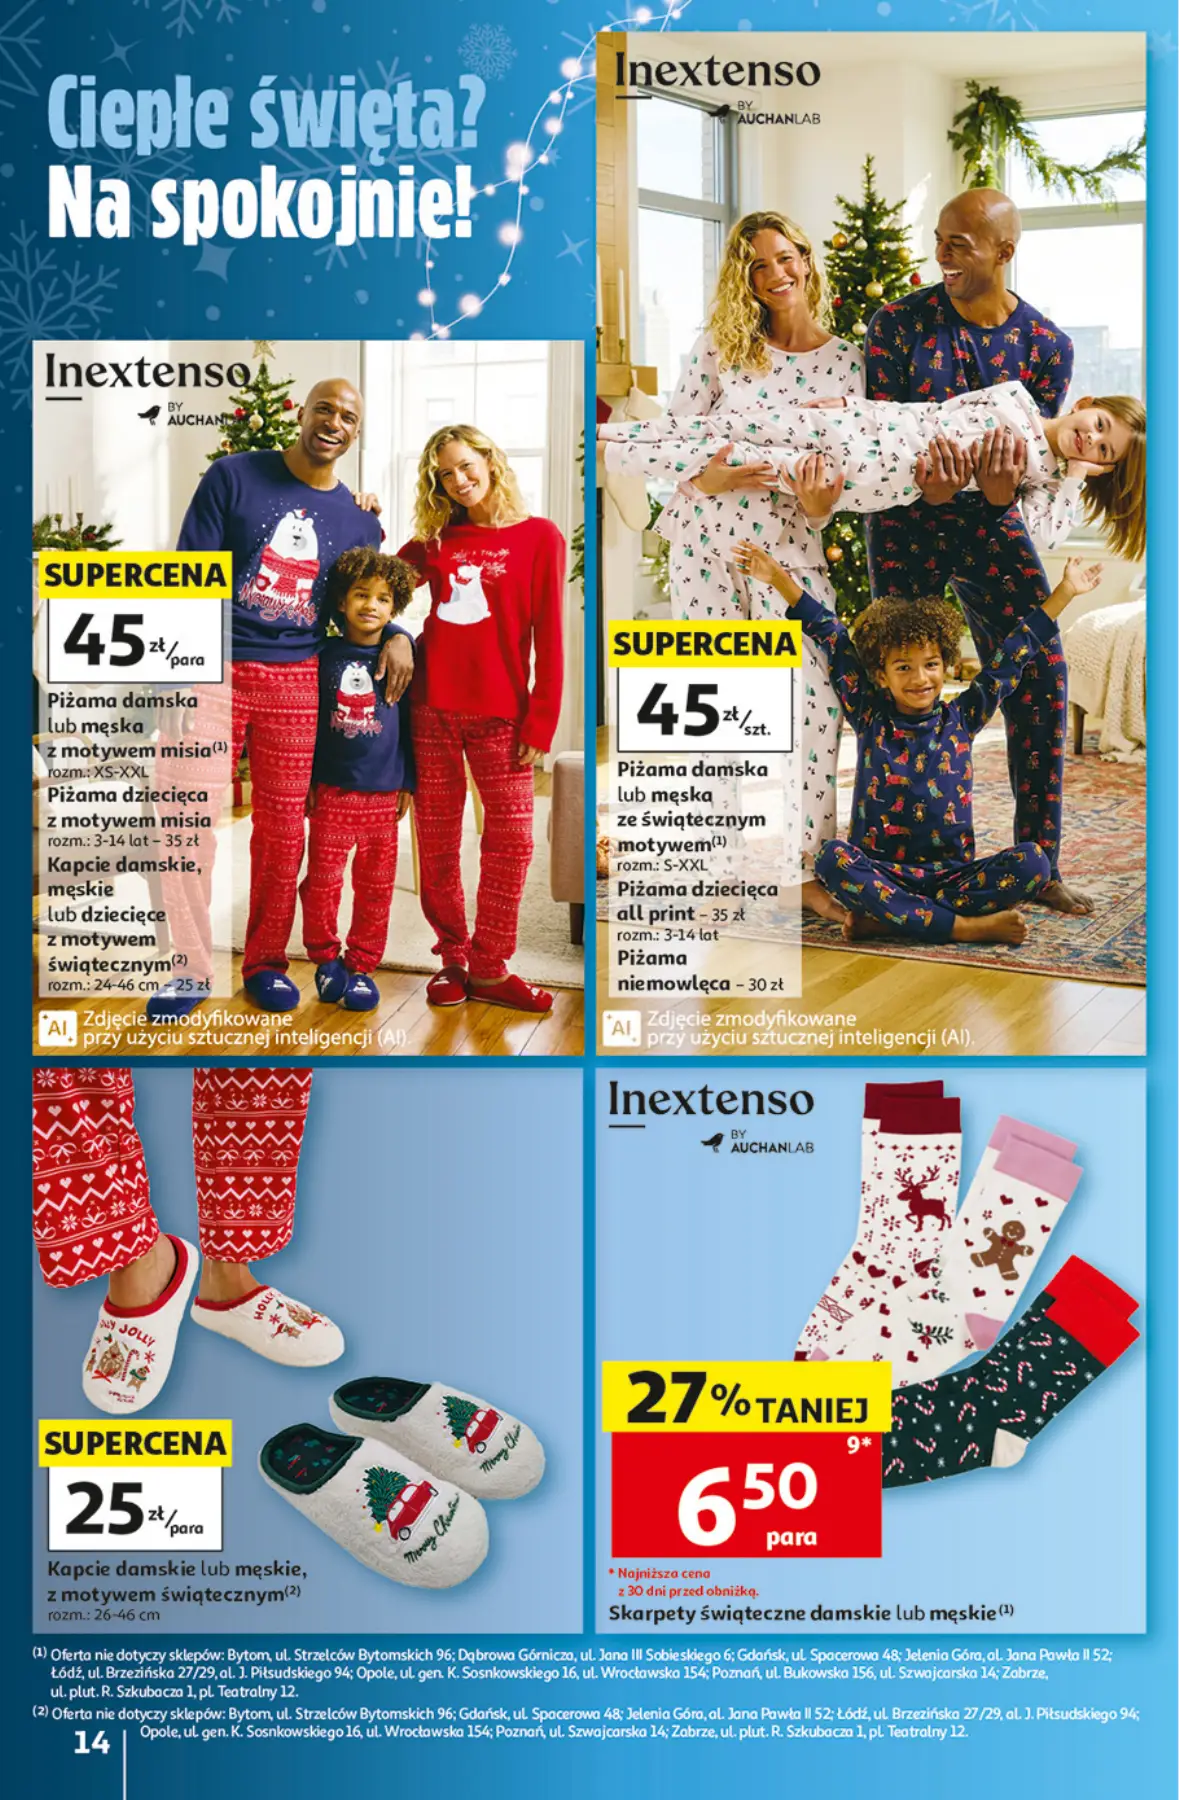 Ciepłe święta?
Na spokojnie!
Inextenso
BY
AUCHANLAB
Inextenso
BY
AUCHAN
SUPERCENA
45 zł/para
Piżama damska
lub męska
z motywem misia(1)
rozm.: XS-XXL
Piżama dziecięca
z motywem misia
rozm.: 3-14 lat – 35 zł
Kapcie damskie,
męskie
lub dziecięce
z motywem
świątecznym(2)
rozm.: 24-46 cm – 25 zł
AI Zdjęcie zmodyfikowane
przy użyciu sztucznej inteligencji (AI).
SUPERCENA
45 zł/szt.
Piżama damska
lub męska
ze świątecznym
motywem(1)
rozm.: S-XXL
Piżama dziecięca
all print – 35 zł
rozm.: 3-14 lat
Piżama
niemowlęca – 30 zł
AI Zdjęcie zmodyfikowane
przy użyciu sztucznej inteligencji (AI).
JOLLY
HOLLY
Merry Christmas
Merry Christmas
SUPERCENA
25 zł/para
Kapcie damskie lub męskie,
z motywem świątecznym(2)
rozm.: 26-46 cm
Inextenso
BY
AUCHANLAB
27% TANIEJ
9*
6 50
para
* Najniższa cena
z 30 dni przed obniżką.
Skarpety świąteczne damskie lub męskie(1)
(1) Oferta nie dotyczy sklepów: Bytom, ul. Strzelców Bytomskich 96; Dąbrowa Górnicza, ul. Jana III Sobieskiego 6; Gdańsk, ul. Spacerowa 48; Jelenia Góra, al. Jana Pawła II 52;
Łódź, ul. Brzezińska 27/29, al. J. Piłsudskiego 94; Opole, ul. gen. K. Sosnkowskiego 16, ul. Wrocławska 154; Poznań, ul. Bukowska 156, ul. Szwajcarska 14; Zabrze,
ul. plut. R. Szkubacza 1, pl. Teatralny 12.
(2) Oferta nie dotyczy sklepów: Bytom, ul. Strzelców Bytomskich 96; Gdańsk, ul. Spacerowa 48; Jelenia Góra, al. Jana Pawła II 52; Łódź, ul. Brzezińska 27/29, al. J. Piłsudskiego 94;
Opole, ul. gen. K. Sosnkowskiego 16, ul. Wrocławska 154; Poznań, ul. Szwajcarska 14; Zabrze, ul. plut. R. Szkubacza 1, pl. Teatralny 12.
14